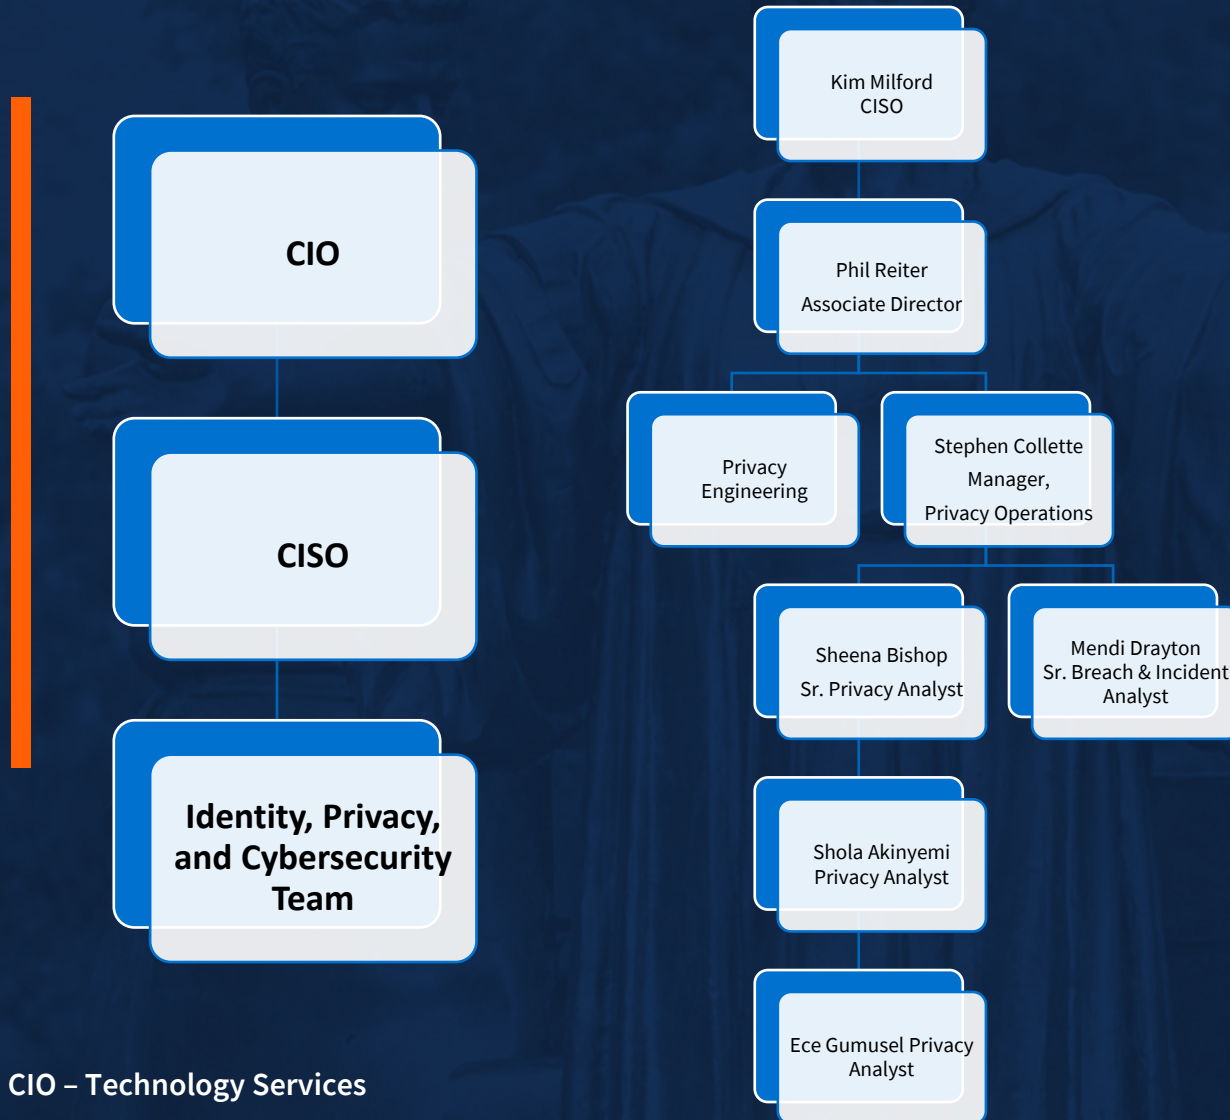 CIO
CISO
Identity, Privacy,
and Cybersecurity
Team
CIO – Technology Services
Kim Milford
CISO
Phil Reiter
Associate Director
Privacy
Engineering
Stephen Collette
Manager,
Privacy Operations
Sheena Bishop
Sr. Privacy Analyst
Mendi Drayton
Sr. Breach & Incident
Analyst
Shola Akinyemi
Privacy Analyst
Ece Gumusel Privacy
Analyst